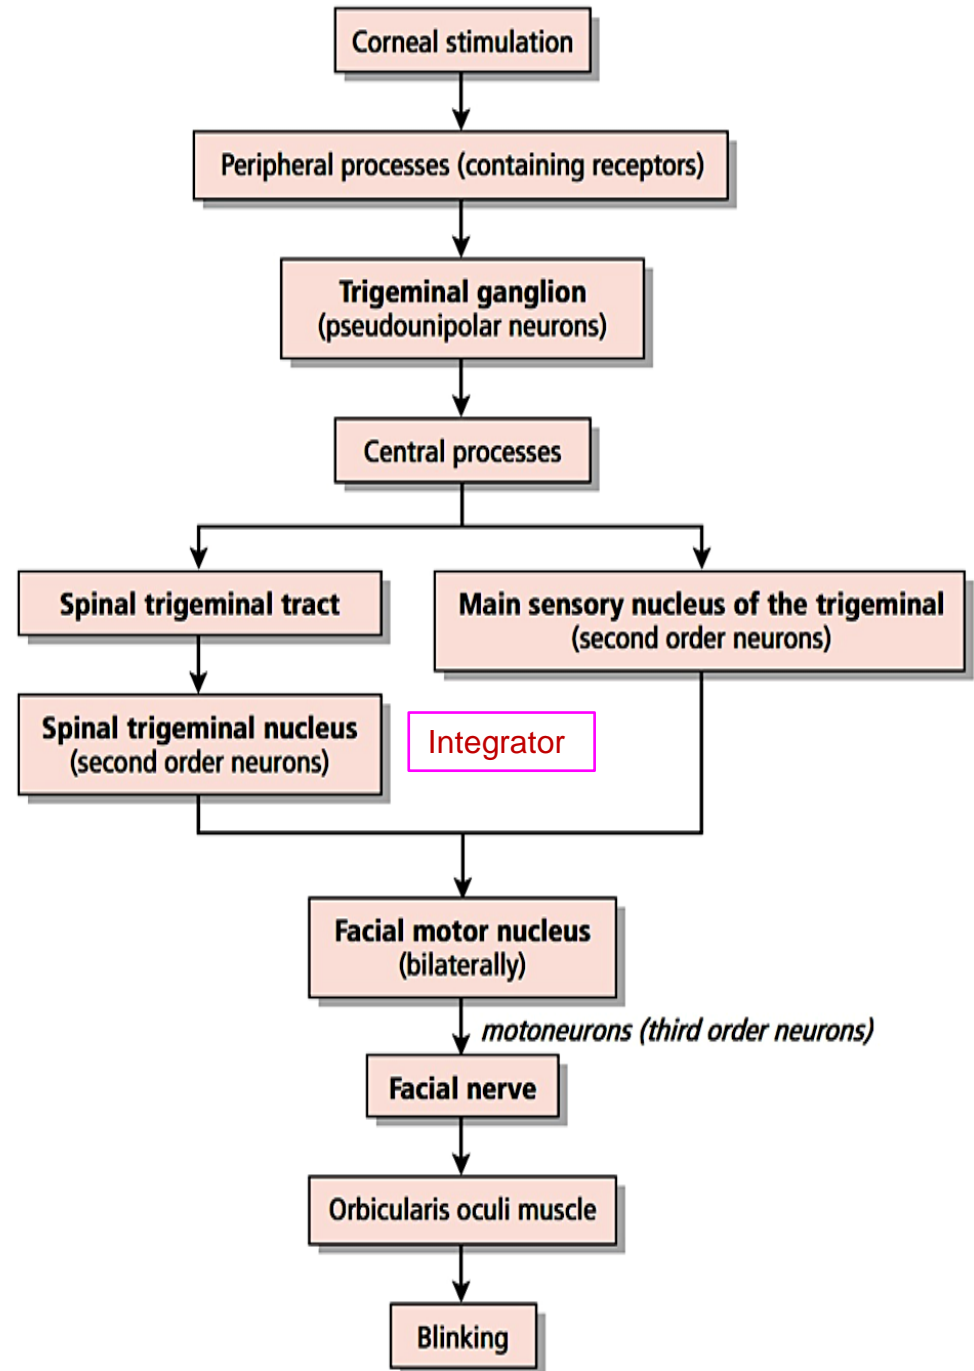 Corneal stimulation
Peripheral processes (containing receptors)
Trigeminal ganglion
(pseudounipolar neurons)
Central processes
Spinal trigeminal tract
Main sensory nucleus of the trigeminal
(second order neurons)
Spinal trigeminal nucleus
(second order neurons)
Integrator
Facial motor nucleus
(bilaterally)
motoneurons (third order neurons)
Facial nerve
Orbicularis oculi muscle
Blinking